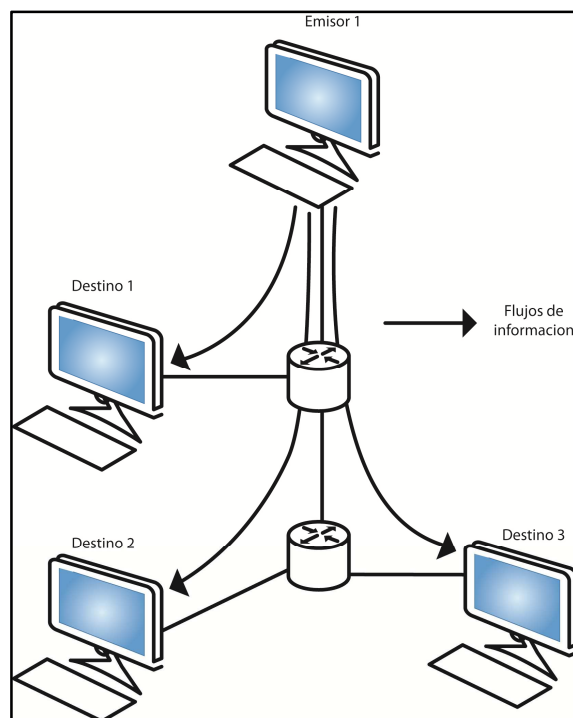 Emisor 1
Destino 1
Flujos de
informacion
Destino 2
Destino 3